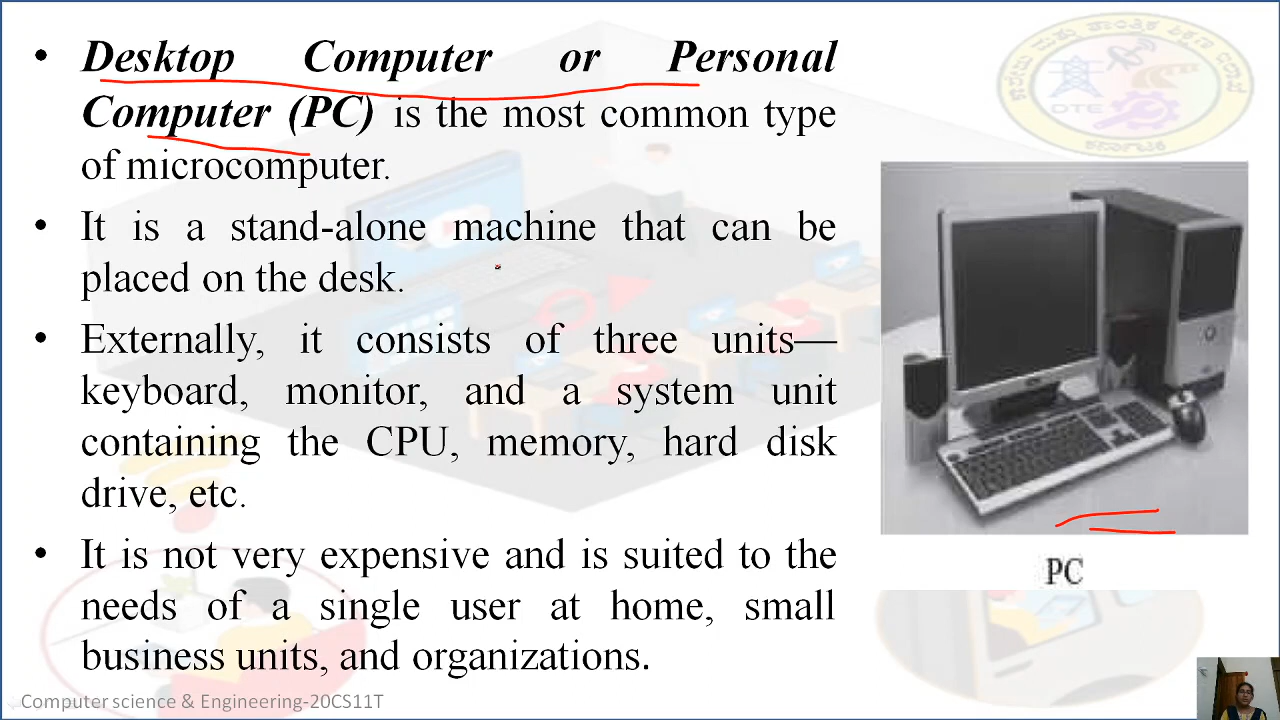 • Desktop Computer or Personal
Computer (PC) is the most common type
of microcomputer.
• It is a stand-alone machine that can be
placed on the desk.
• Externally, it consists of three units—
keyboard, monitor, and a system unit
containing the CPU, memory, hard disk
drive, etc.
• It is not very expensive and is suited to the
needs of a single user at home, small
business units, and organizations.
DTE
ಕರ್ನಾಟಕ
PC
Computer science & Engineering-20CS11T